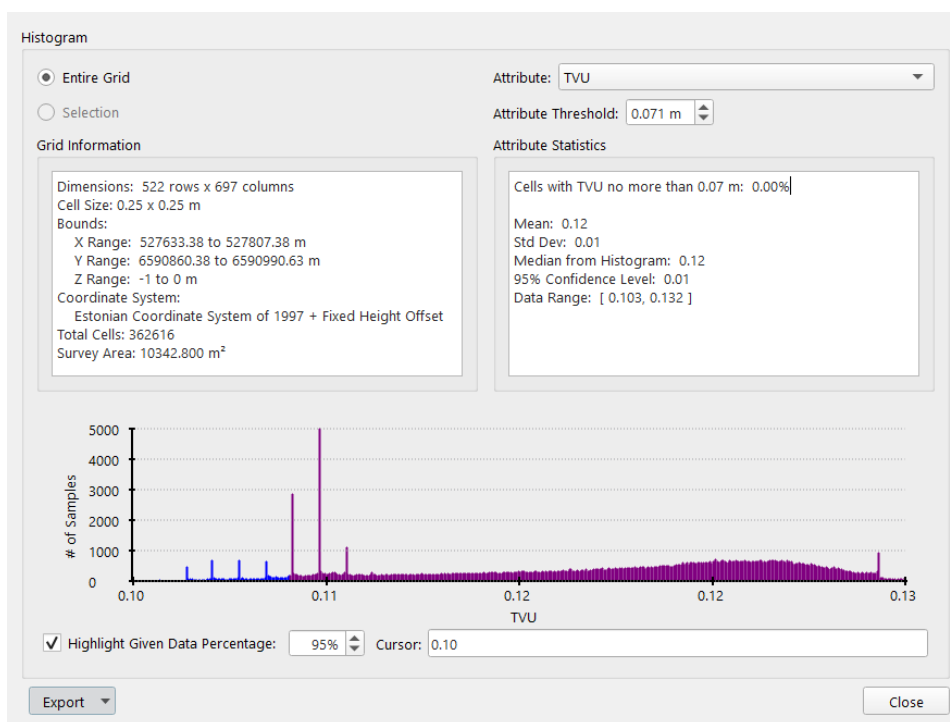 Histogram
Entire Grid
Attribute: TVU
Selection
Attribute Threshold: 0.071 m
Grid Information
Attribute Statistics
Dimensions: 522 rows x 697 columns
Cell Size: 0.25 x 0.25 m
Bounds:
X Range: 527633.38 to 527807.38 m
Y Range: 6590860.38 to 6590990.63 m
Z Range: -1 to 0 m
Coordinate System:
Estonian Coordinate System of 1997 + Fixed Height Offset
Total Cells: 362616
Survey Area: 10342.800 m²
Cells with TVU no more than 0.07 m: 0.00%
Mean: 0.12
Std Dev: 0.01
Median from Histogram: 0.12
95% Confidence Level: 0.01
Data Range: [ 0.103, 0.132 ]
# of Samples
5000
4000
3000
2000
1000
0
0.10 0.11 0.12 0.12 0.13
TVU
Highlight Given Data Percentage: 95% Cursor: 0.10
Export Close